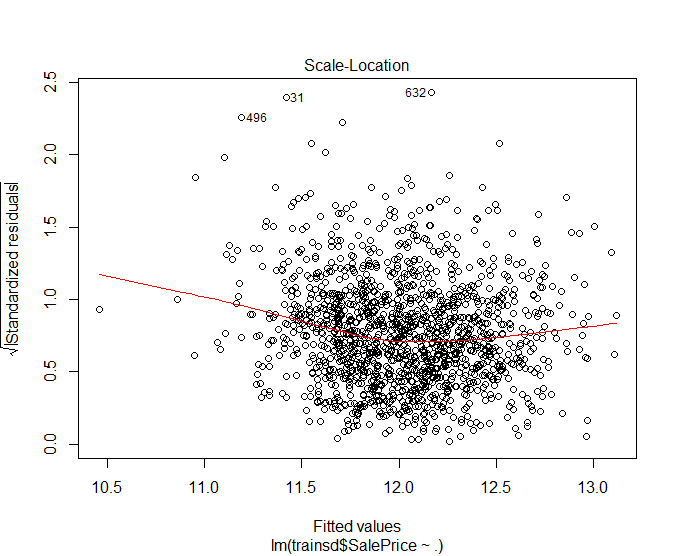 Scale-Location
√|Standardized residuals|
2.5
2.0
1.5
1.0
0.5
0.0
496
31
632
10.5 11.0 11.5 12.0 12.5 13.0
Fitted values
lm(trainsd$SalePrice ~ .)